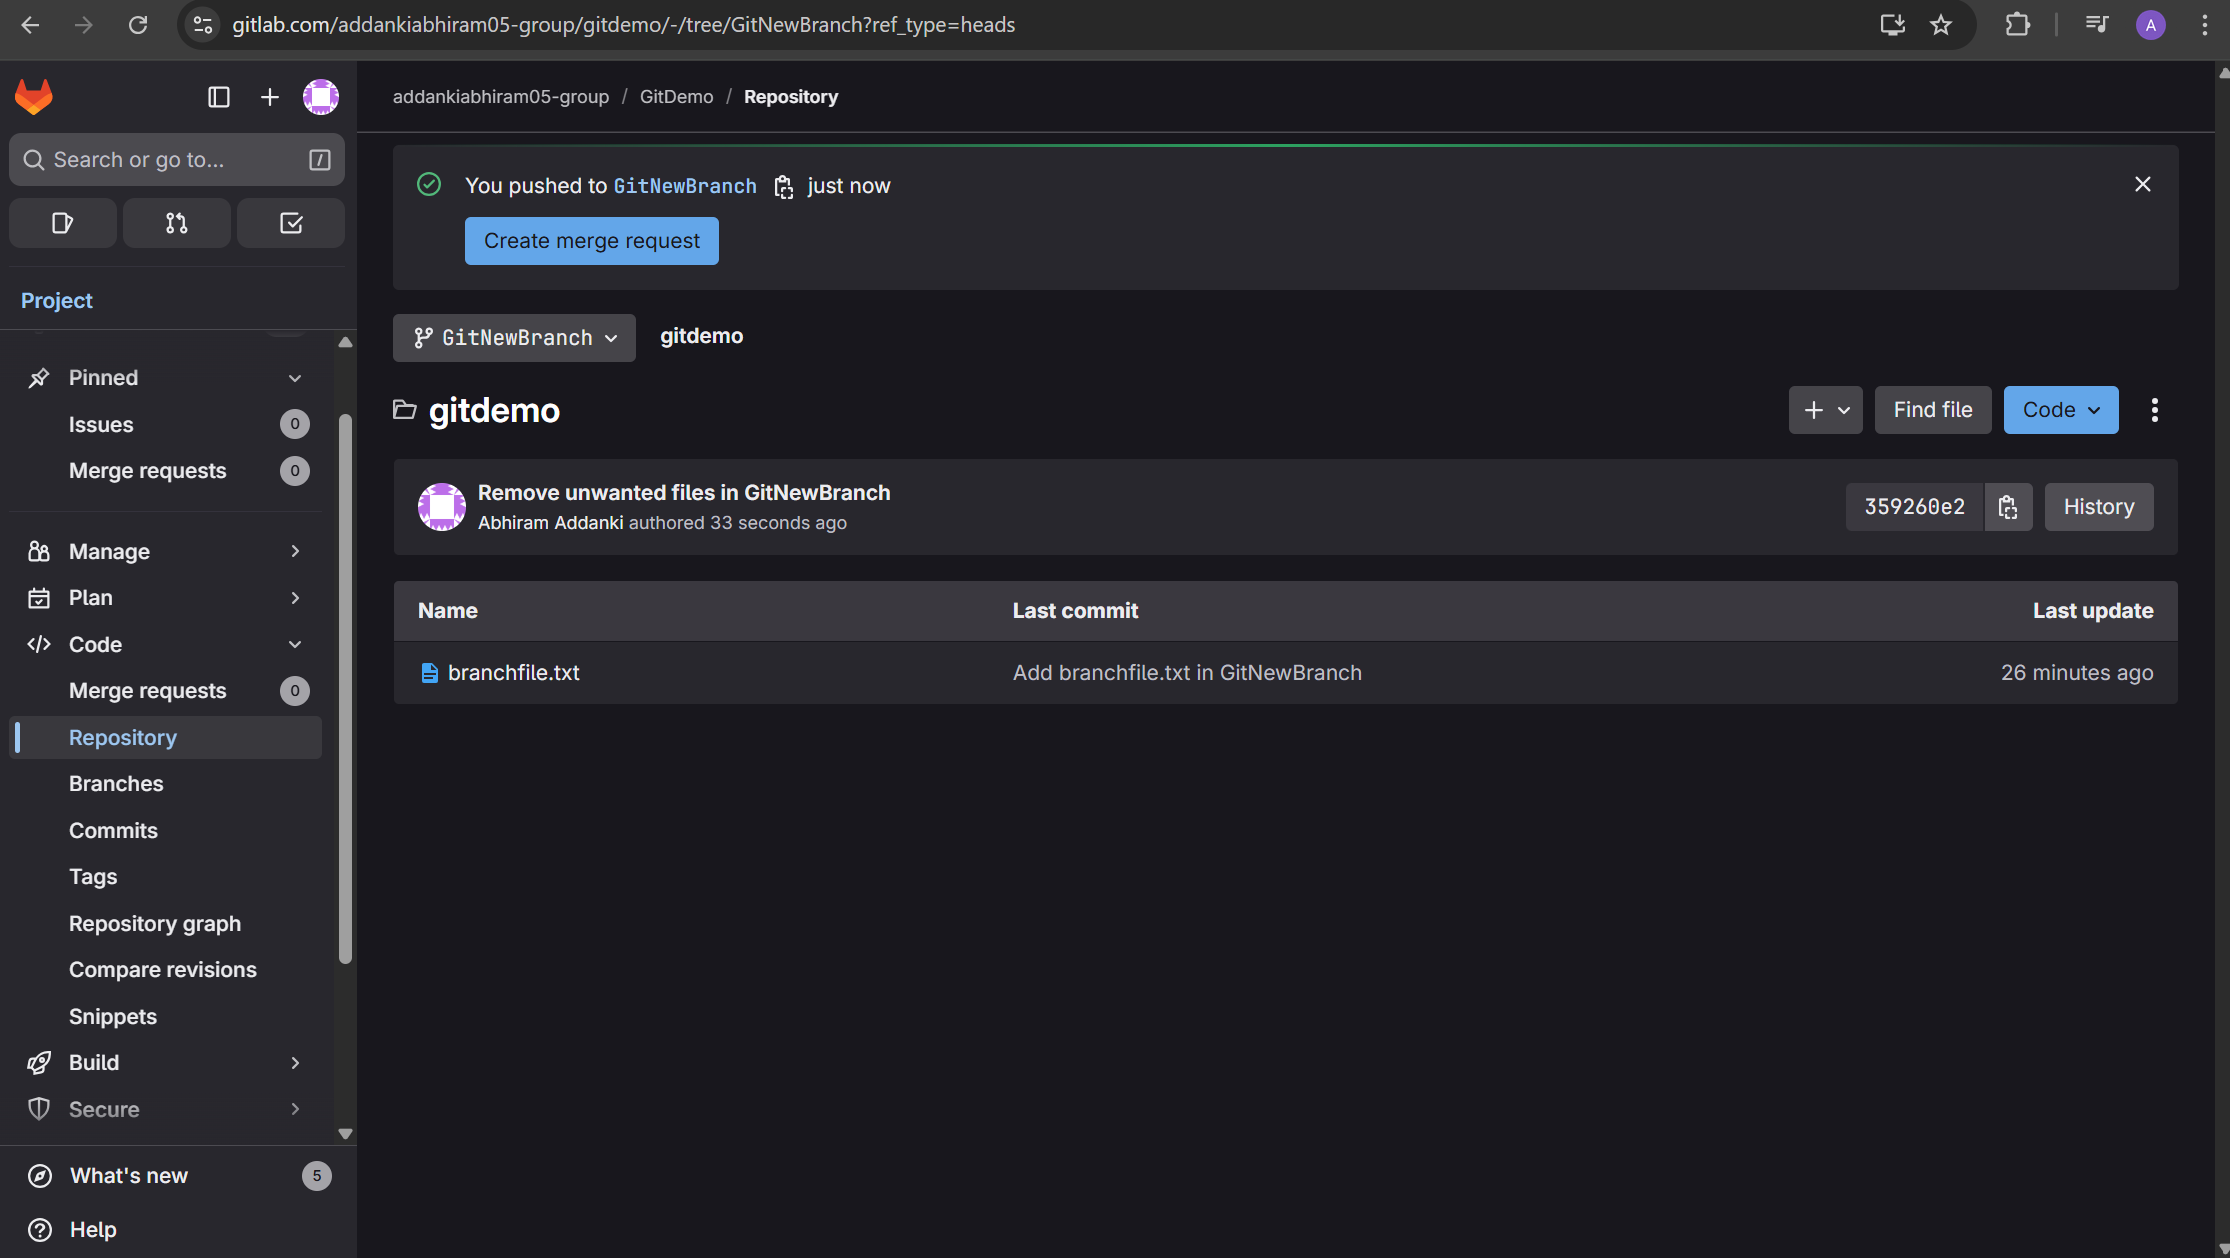 gitlab.com/addankiabhiram05-group/gitdemo/-/tree/GitNewBranch?ref_type=heads
A
addankiabhiram05-group / GitDemo / Repository
Search or go to... /
You pushed to GitNewBranch just now
Create merge request
Project
GitNewBranch gitdemo
Pinned
gitdemo
Find file
Code
Issues 0
Merge requests 0
Remove unwanted files in GitNewBranch
Abhiram Addanki authored 33 seconds ago
359260e2
History
Manage
Plan
Code
Merge requests 0
Repository
Branches
Commits
Tags
Repository graph
Compare revisions
Snippets
Build
Secure
Name Last commit Last update
branchfile.txt Add branchfile.txt in GitNewBranch 26 minutes ago
What's new 5
Help